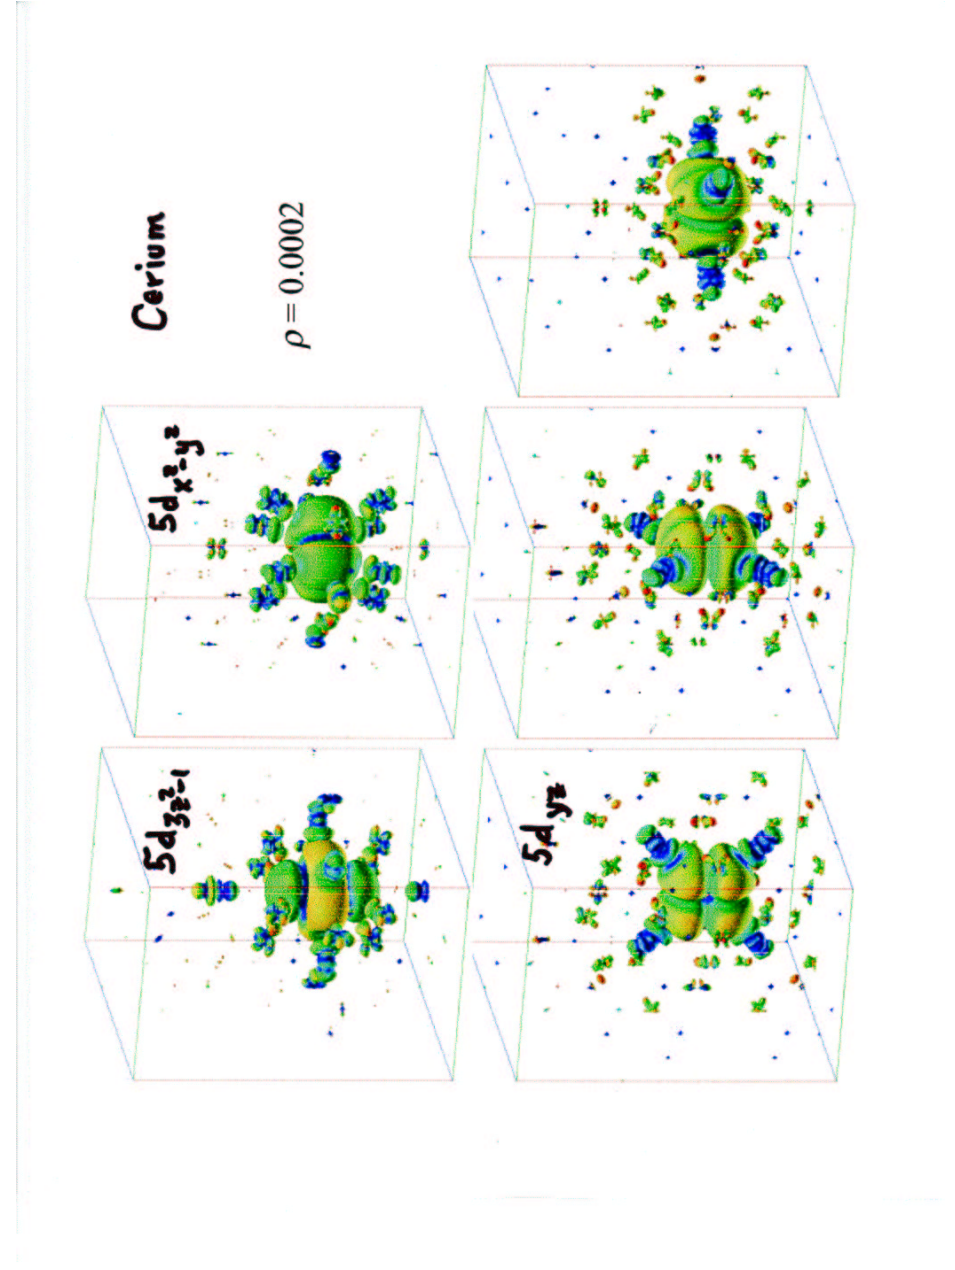 Cerium
ρ = 0.0002
5d3z²-1
5dx²-y²
5dyz